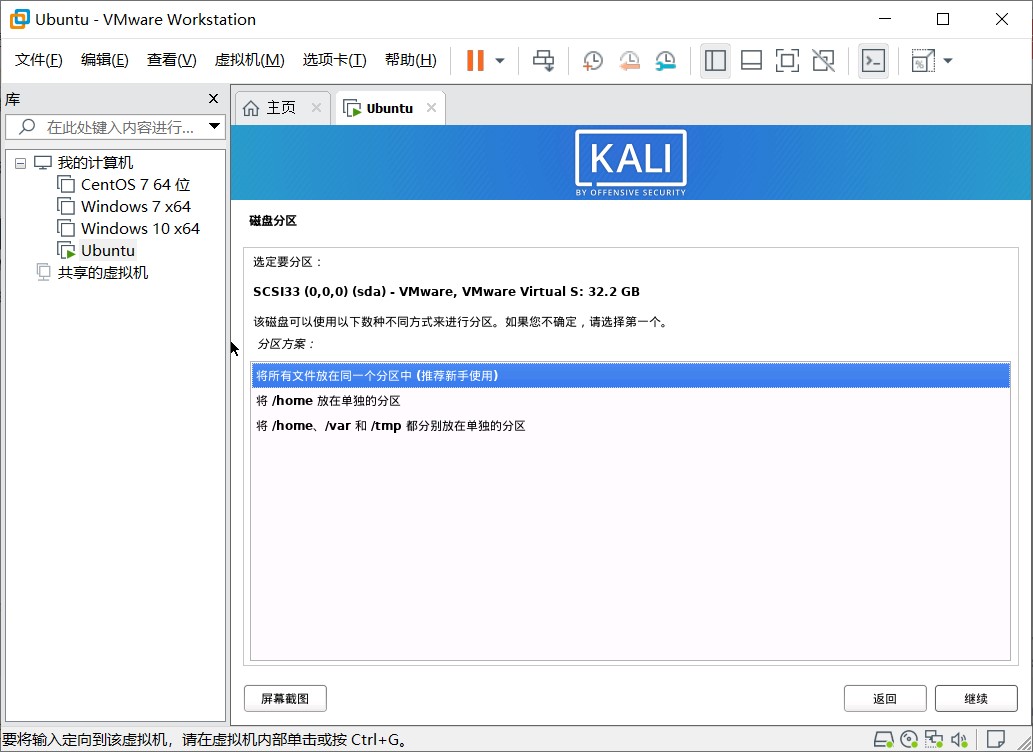 Ubuntu - VMware Workstation
文件(F) 编辑(E) 查看(V) 虚拟机(M) 选项卡(T) 帮助(H)
库
主页
Ubuntu
在此处键入内容进行...
我的计算机
CentOS 7 64 位
Windows 7 x64
Windows 10 x64
Ubuntu
共享的虚拟机
KALI
BY OFFENSIVE SECURITY
磁盘分区
选定要分区：
SCSI33 (0,0,0) (sda) - VMware, VMware Virtual S: 32.2 GB
该磁盘可以使用以下数种不同方式来进行分区。如果您不确定，请选择第一个。
分区方案：
将所有文件放在同一个分区中 (推荐新手使用)
将 /home 放在单独的分区
将 /home、/var 和 /tmp 都分别放在单独的分区
屏幕截图
返回
继续
要将输入定向到该虚拟机，请在虚拟机内部单击或按 Ctrl+G。